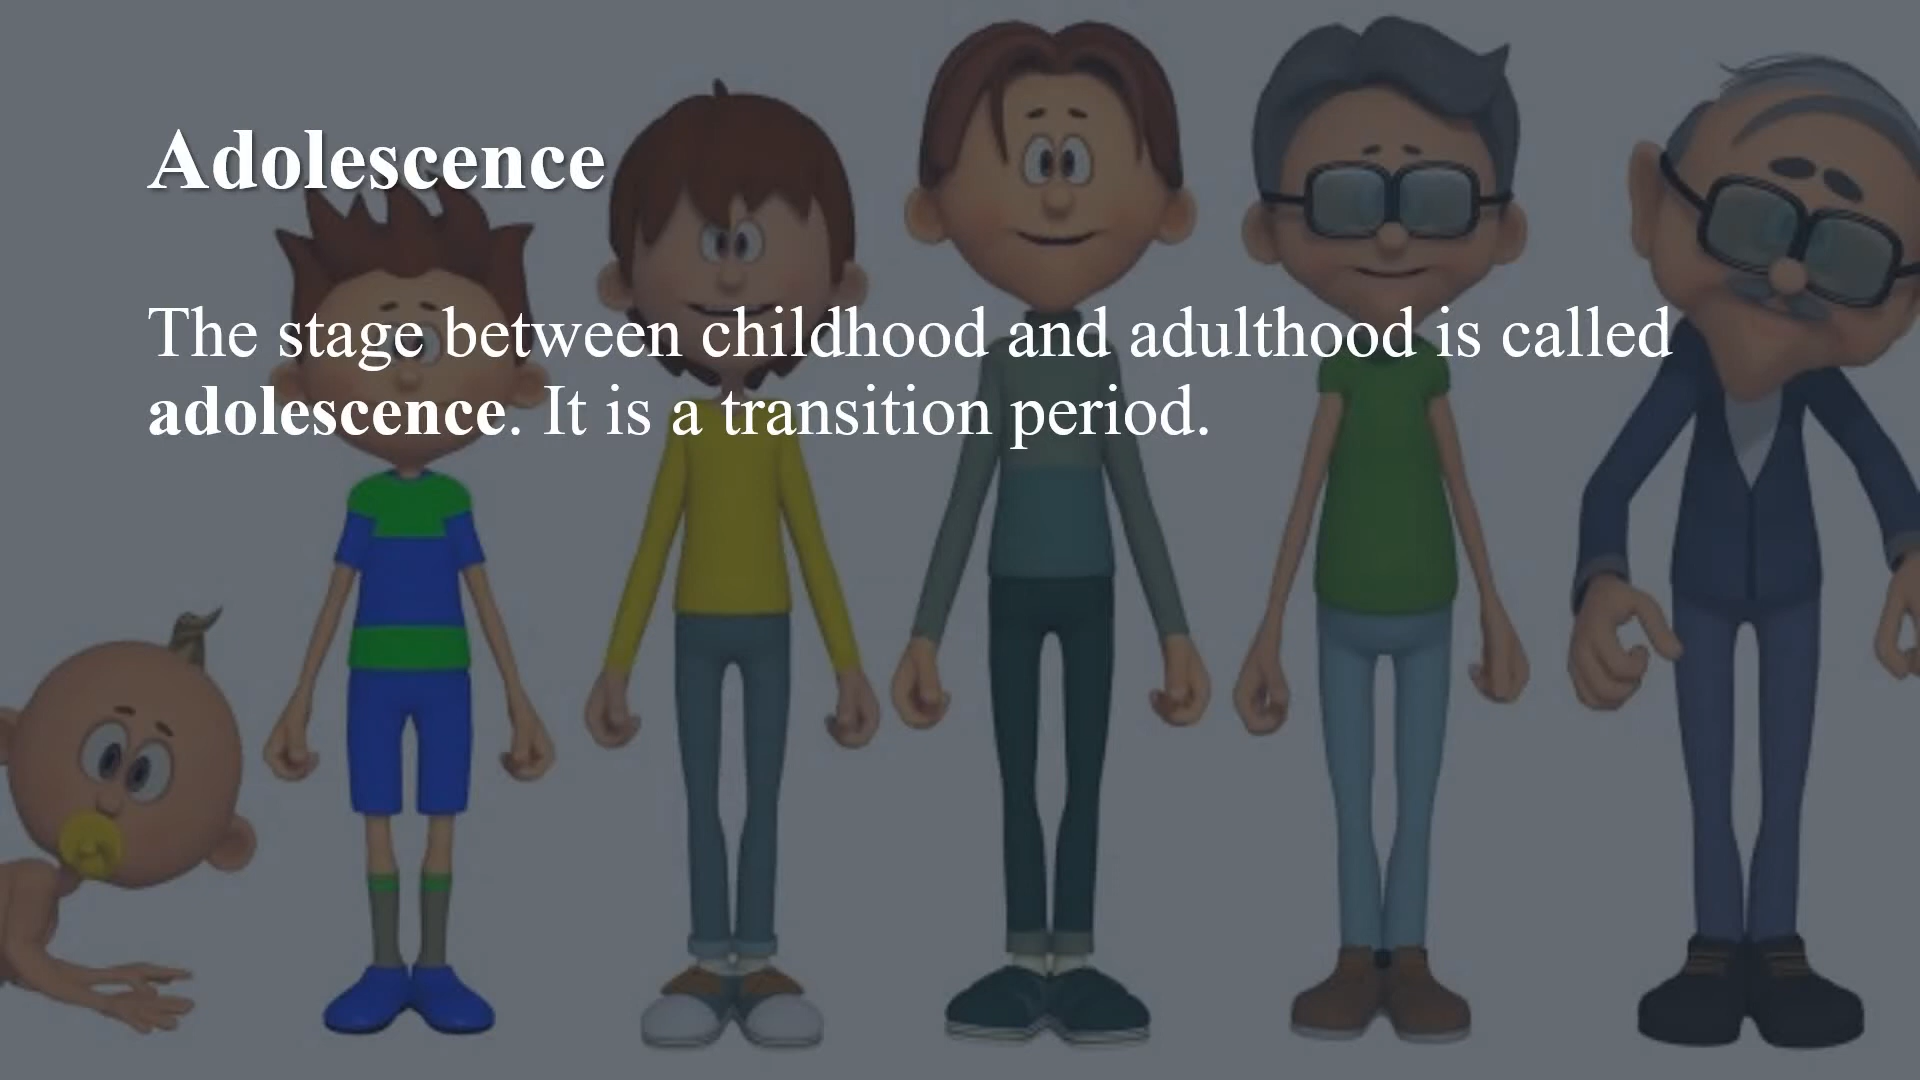 Adolescence
The stage between childhood and adulthood is called
adolescence. It is a transition period.